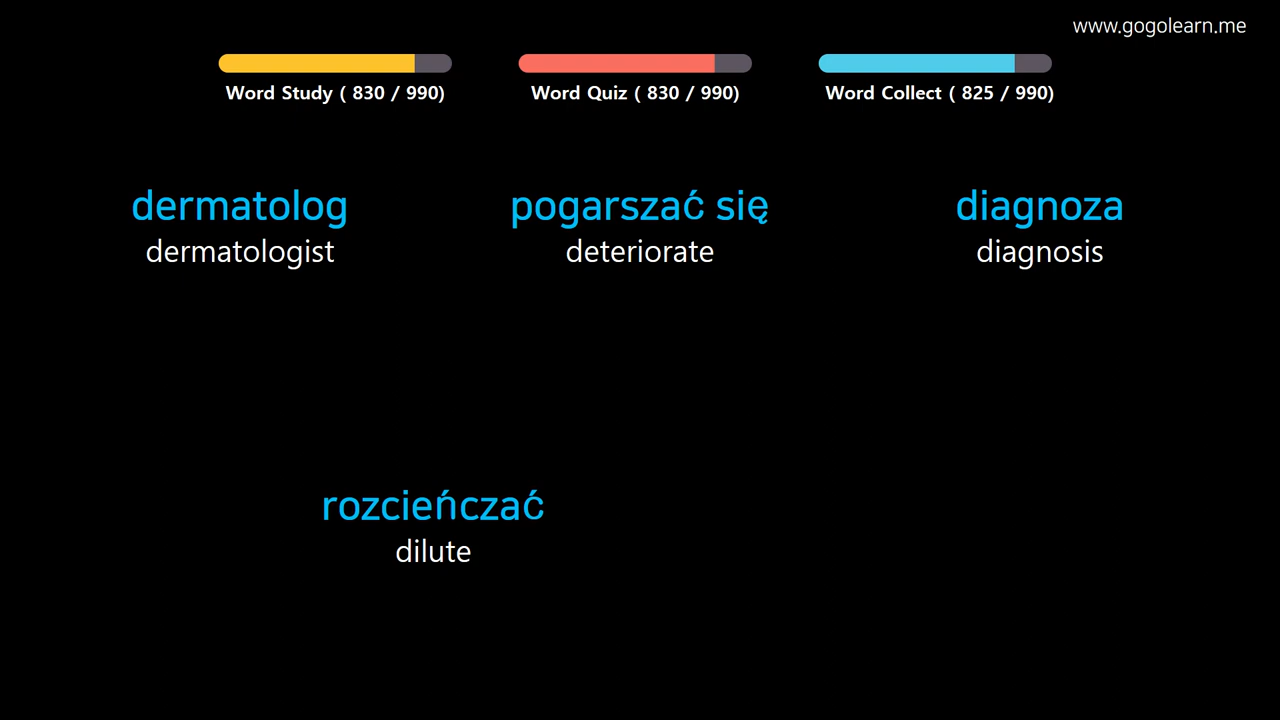 www.gogolearn.me
Word Study ( 830 / 990)
Word Quiz ( 830 / 990)
Word Collect ( 825 / 990)
dermatolog
dermatologist
pogarszać się
deteriorate
diagnoza
diagnosis
rozcieńczać
dilute